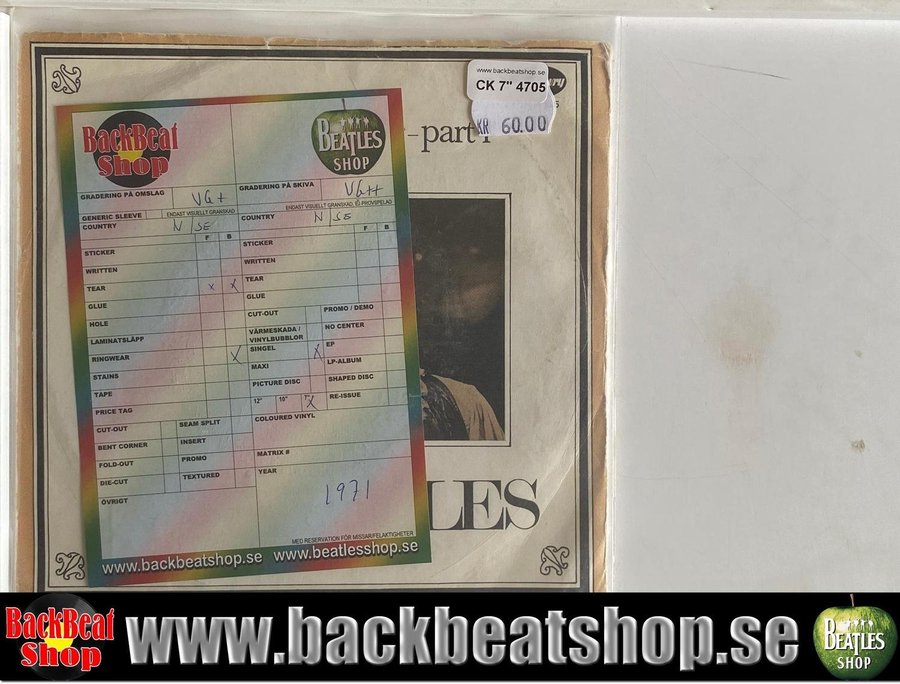 www.backbeatshop.se
CK 7" 4705
KR 60.00
- part 1
BackBeat
Shop
BEATLES
SHOP
GRADERING PÅ OMSLAG
VG+
GRADERING PÅ SKIVA
VG++
GENERIC SLEEVE
ENDAST VISUELLT GRANSKAD
ENDAST VISUELLT GRANSKAD, EJ PROVSPELAD
COUNTRY
N / SE
COUNTRY
N / SE
F B
F B
STICKER
STICKER
WRITTEN
WRITTEN
TEAR x x
TEAR
GLUE
GLUE
HOLE
CUT-OUT
PROMO / DEMO
LAMINATSLÄPP
VÄRMESKADA /
VINYLBUBBLOR
NO CENTER
RINGWEAR X
SINGEL X
EP
STAINS
MAXI
LP-ALBUM
TAPE
PICTURE DISC
SHAPED DISC
PRICE TAG
12" 10" 7" X
RE-ISSUE
CUT-OUT
SEAM SPLIT
COLOURED VINYL
BENT CORNER
INSERT
FOLD-OUT
PROMO
MATRIX #
DIE-CUT
TEXTURED
YEAR
ÖVRIGT
1971
MED RESERVATION FÖR MISSAR/FELAKTIGHETER
www.backbeatshop.se www.beatlesshop.se
LES
BackBeat
Shop
www.backbeatshop.se
BEATLES
SHOP